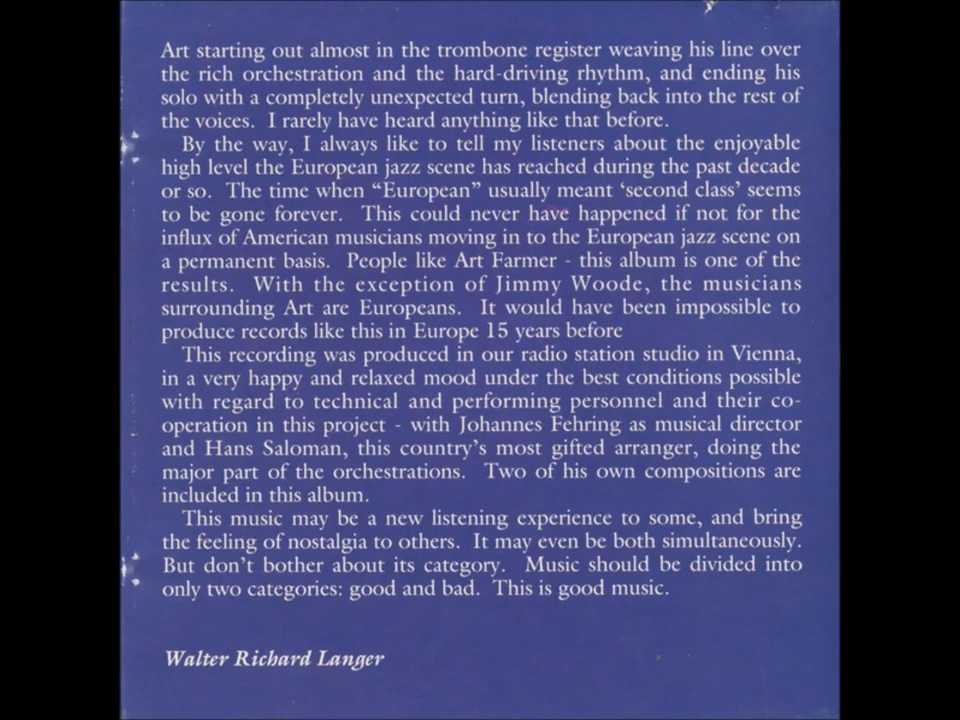 Art starting out almost in the trombone register weaving his line over
the rich orchestration and the hard-driving rhythm, and ending his
solo with a completely unexpected turn, blending back into the rest of
the voices. I rarely have heard anything like that before.
By the way, I always like to tell my listeners about the enjoyable
high level the European jazz scene has reached during the past decade
or so. The time when “European” usually meant ‘second class’ seems
to be gone forever. This could never have happened if not for the
influx of American musicians moving in to the European jazz scene on
a permanent basis. People like Art Farmer - this album is one of the
results. With the exception of Jimmy Woode, the musicians
surrounding Art are Europeans. It would have been impossible to
produce records like this in Europe 15 years before
This recording was produced in our radio station studio in Vienna,
in a very happy and relaxed mood under the best conditions possible
with regard to technical and performing personnel and their co-
operation in this project - with Johannes Fehring as musical director
and Hans Saloman, this country’s most gifted arranger, doing the
major part of the orchestrations. Two of his own compositions are
included in this album.
This music may be a new listening experience to some, and bring
the feeling of nostalgia to others. It may even be both simultaneously.
But don’t bother about its category. Music should be divided into
only two categories: good and bad. This is good music.
Walter Richard Langer